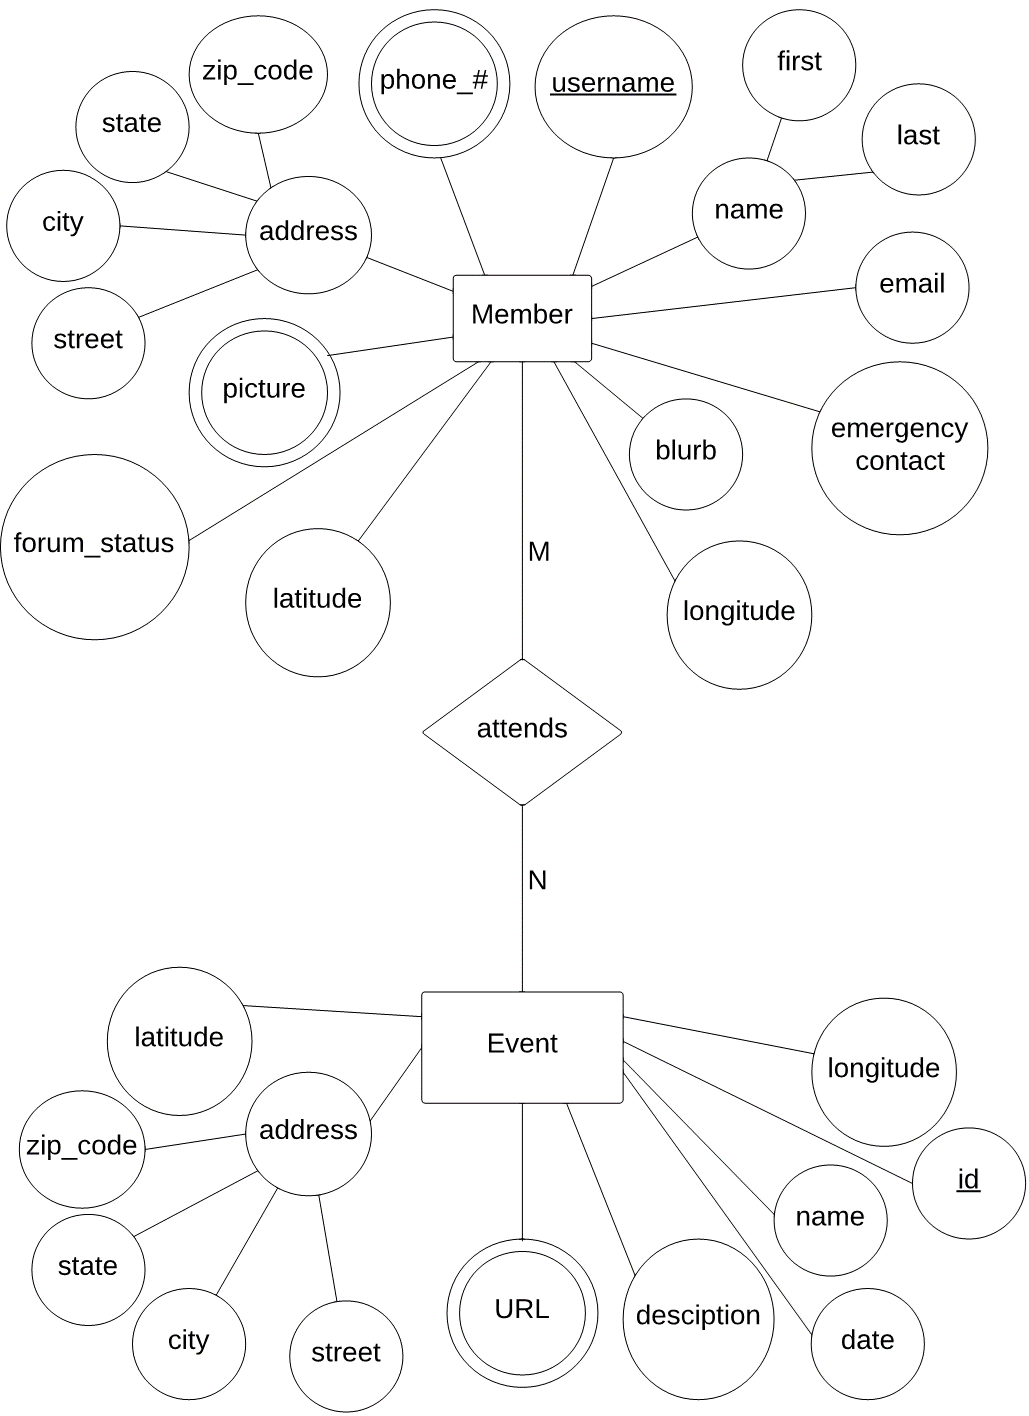 first
zip_code
phone_#
username
state
last
name
city
address
email
Member
street
picture
emergency
contact
blurb
forum_status
M
latitude
longitude
attends
N
latitude
Event
longitude
address
zip_code
id
name
state
URL
desciption
city
date
street